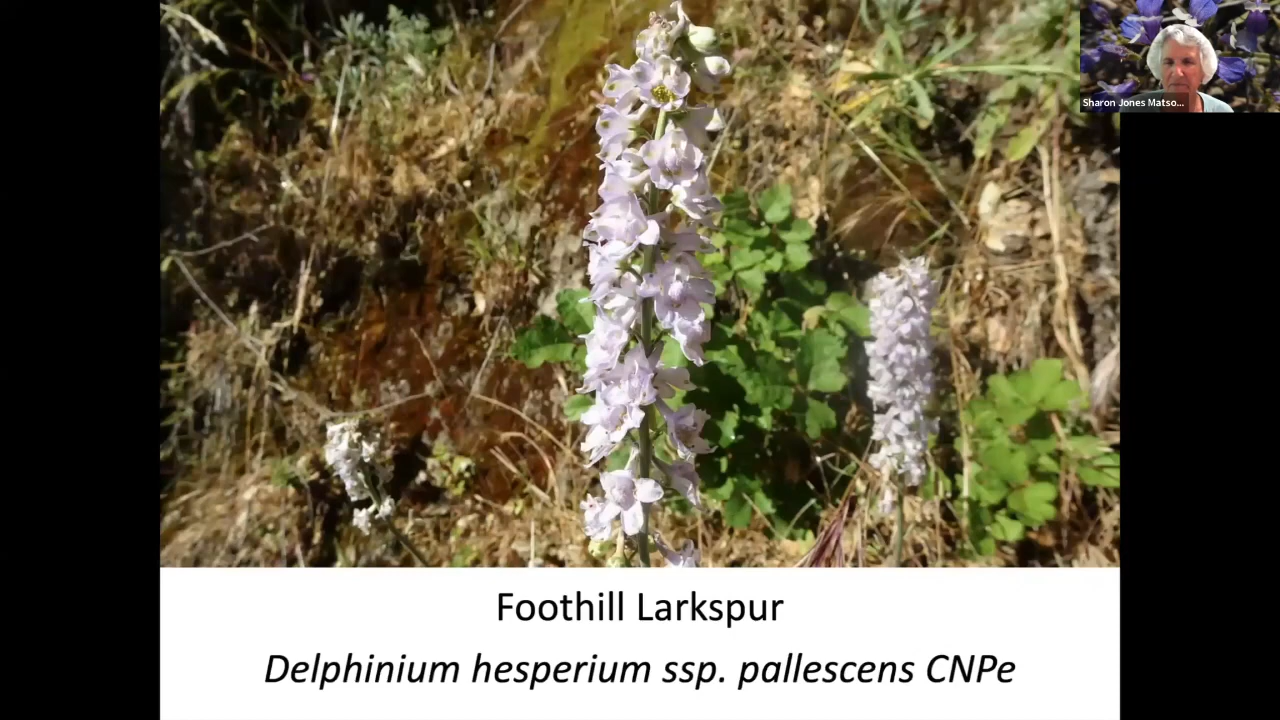 Sharon Jones Matso...
Foothill Larkspur
Delphinium hesperium ssp. pallescens CNPe